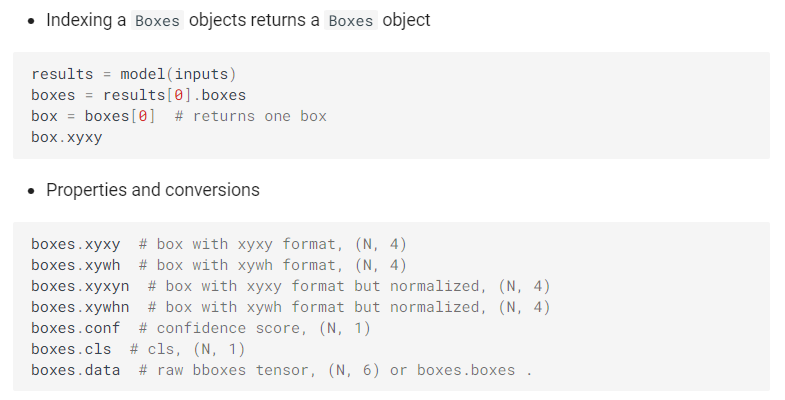 Indexing a Boxes objects returns a Boxes object
results = model(inputs)
boxes = results[0].boxes
box = boxes[0]  # returns one box
box.xyxy
Properties and conversions
boxes.xyxy  # box with xyxy format, (N, 4)
boxes.xywh  # box with xywh format, (N, 4)
boxes.xyxyn  # box with xyxy format but normalized, (N, 4)
boxes.xywhn  # box with xywh format but normalized, (N, 4)
boxes.conf  # confidence score, (N, 1)
boxes.cls  # cls, (N, 1)
boxes.data  # raw bboxes tensor, (N, 6) or boxes.boxes .